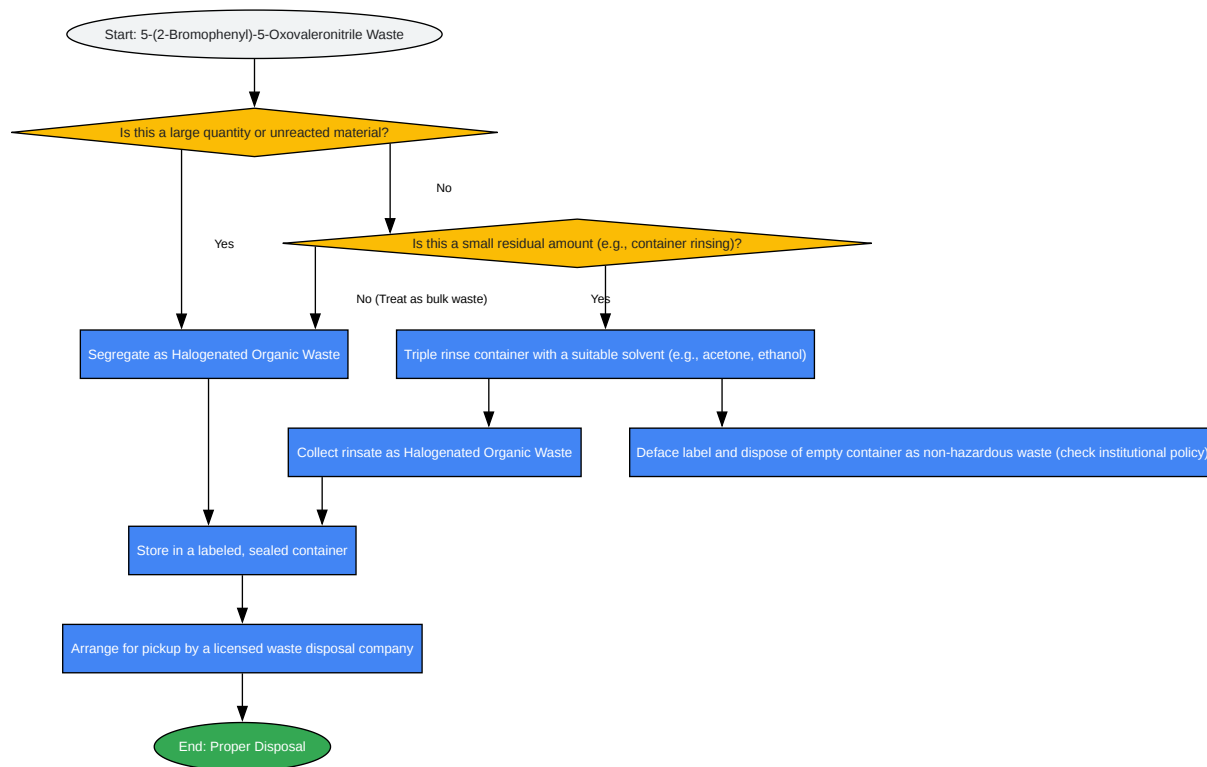 Start: 5-(2-Bromophenyl)-5-Oxovaleronitrile Waste
Is this a large quantity or unreacted material?
No
Is this a small residual amount (e.g., container rinsing)?
Yes
No (Treat as bulk waste)
Yes
Segregate as Halogenated Organic Waste
Triple rinse container with a suitable solvent (e.g., acetone, ethanol)
Collect rinsate as Halogenated Organic Waste
Deface label and dispose of empty container as non-hazardous waste (check institutional policy)
Store in a labeled, sealed container
Arrange for pickup by a licensed waste disposal company
End: Proper Disposal